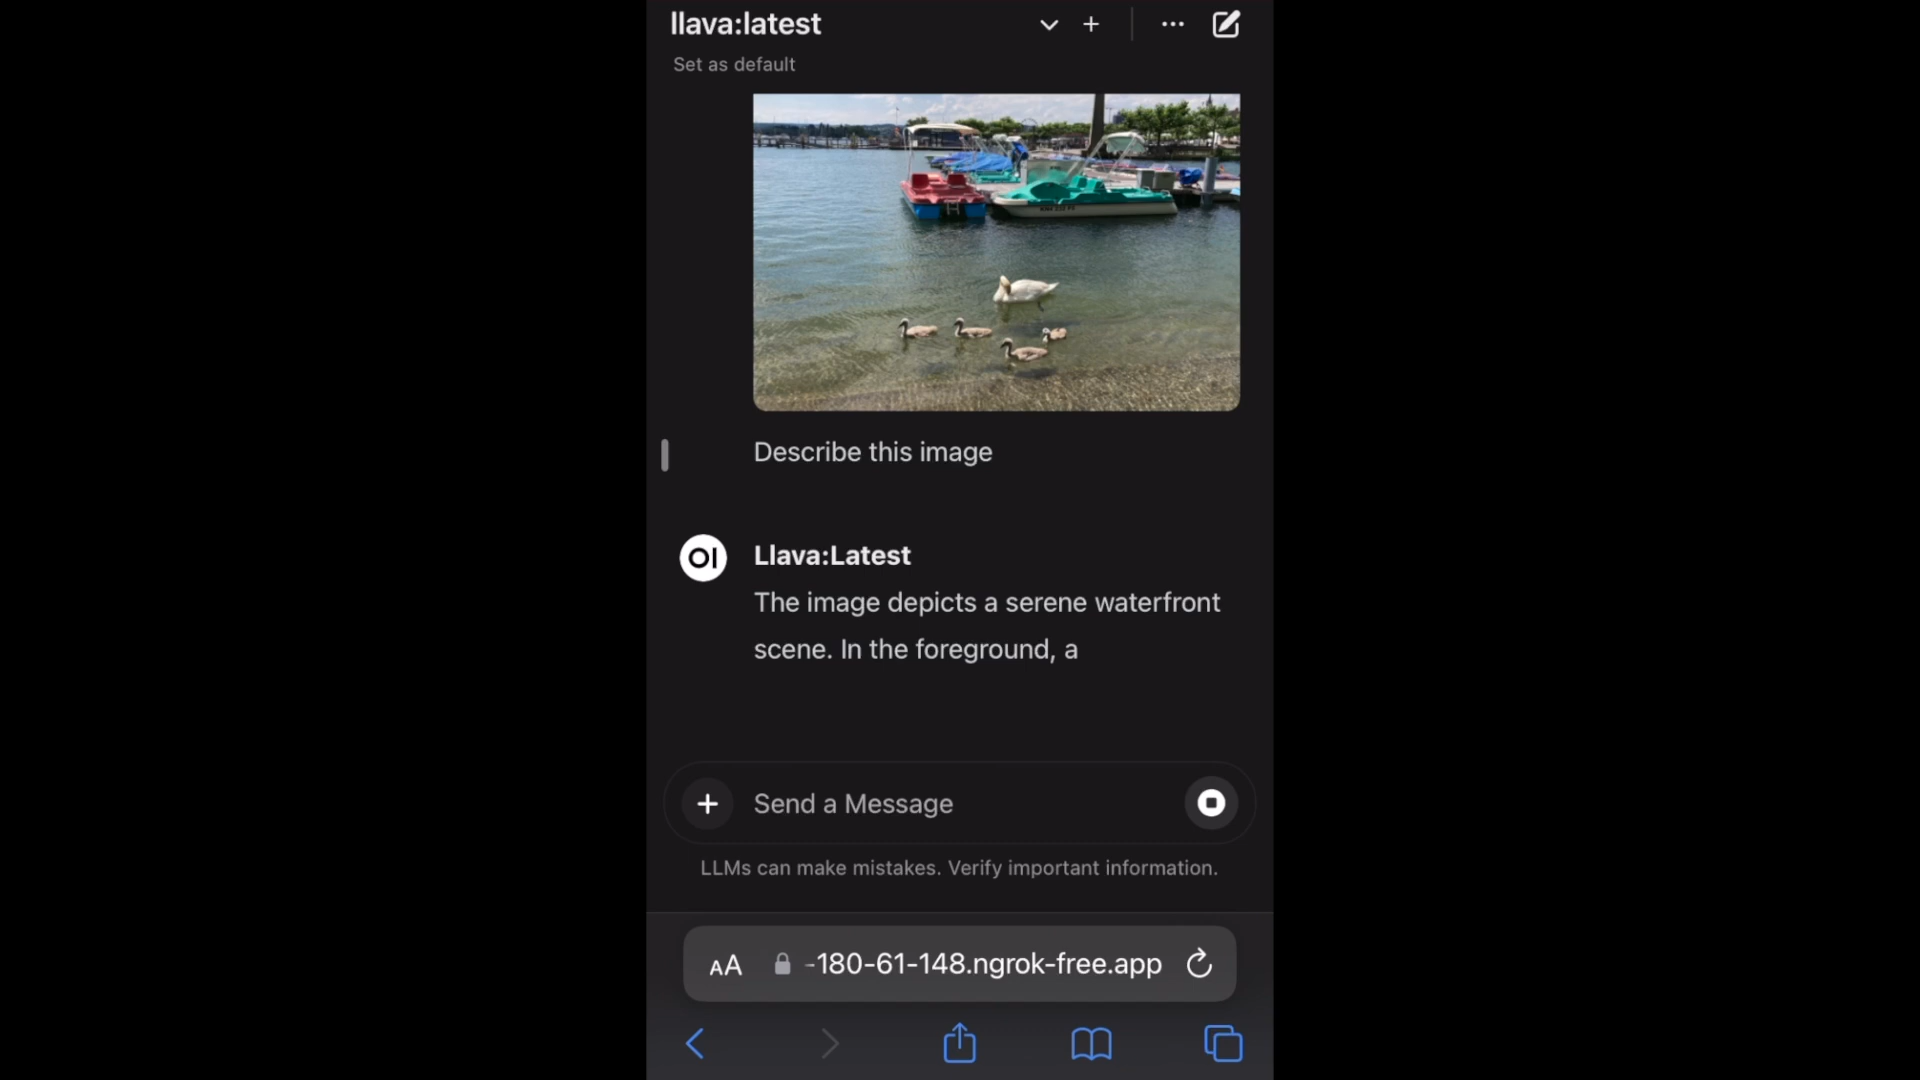 llava:latest
Set as default
Describe this image
OI
Llava:Latest
The image depicts a serene waterfront
scene. In the foreground, a
Send a Message
LLMs can make mistakes. Verify important information.
AA
-180-61-148.ngrok-free.app